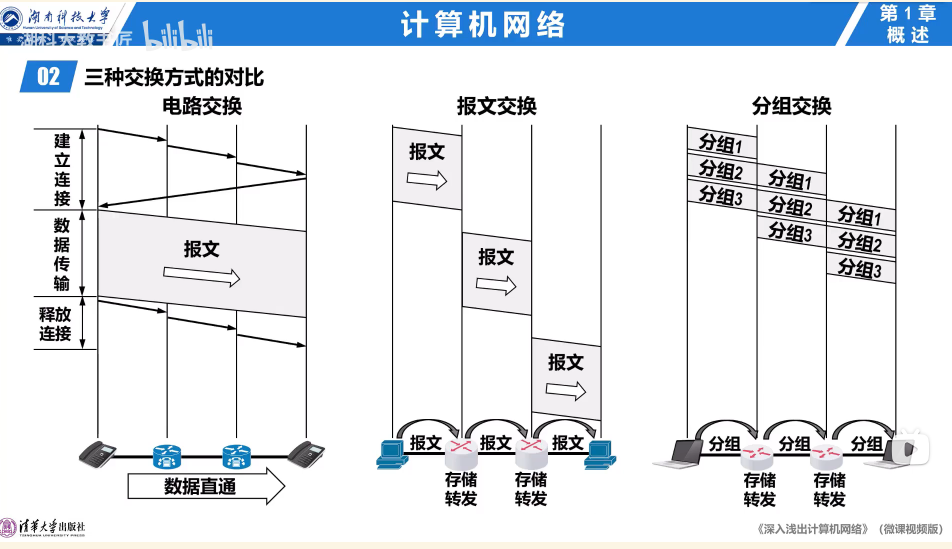 湖南科技大学
Hunan University of Science and Technology
湖科大教书匠
bilibili
计算机网络
第1章
概述
02 三种交换方式的对比
电路交换
报文交换
分组交换
建立连接
数据传输
释放连接
报文
数据直通
报文
报文
报文
报文 报文 报文
存储转发
存储转发
分组1
分组2
分组3
分组1
分组2
分组3
分组1
分组2
分组3
分组 分组 分组
存储转发
存储转发
清华大学出版社
TSINGHUA UNIVERSITY PRESS
《深入浅出计算机网络》（微课视频版）